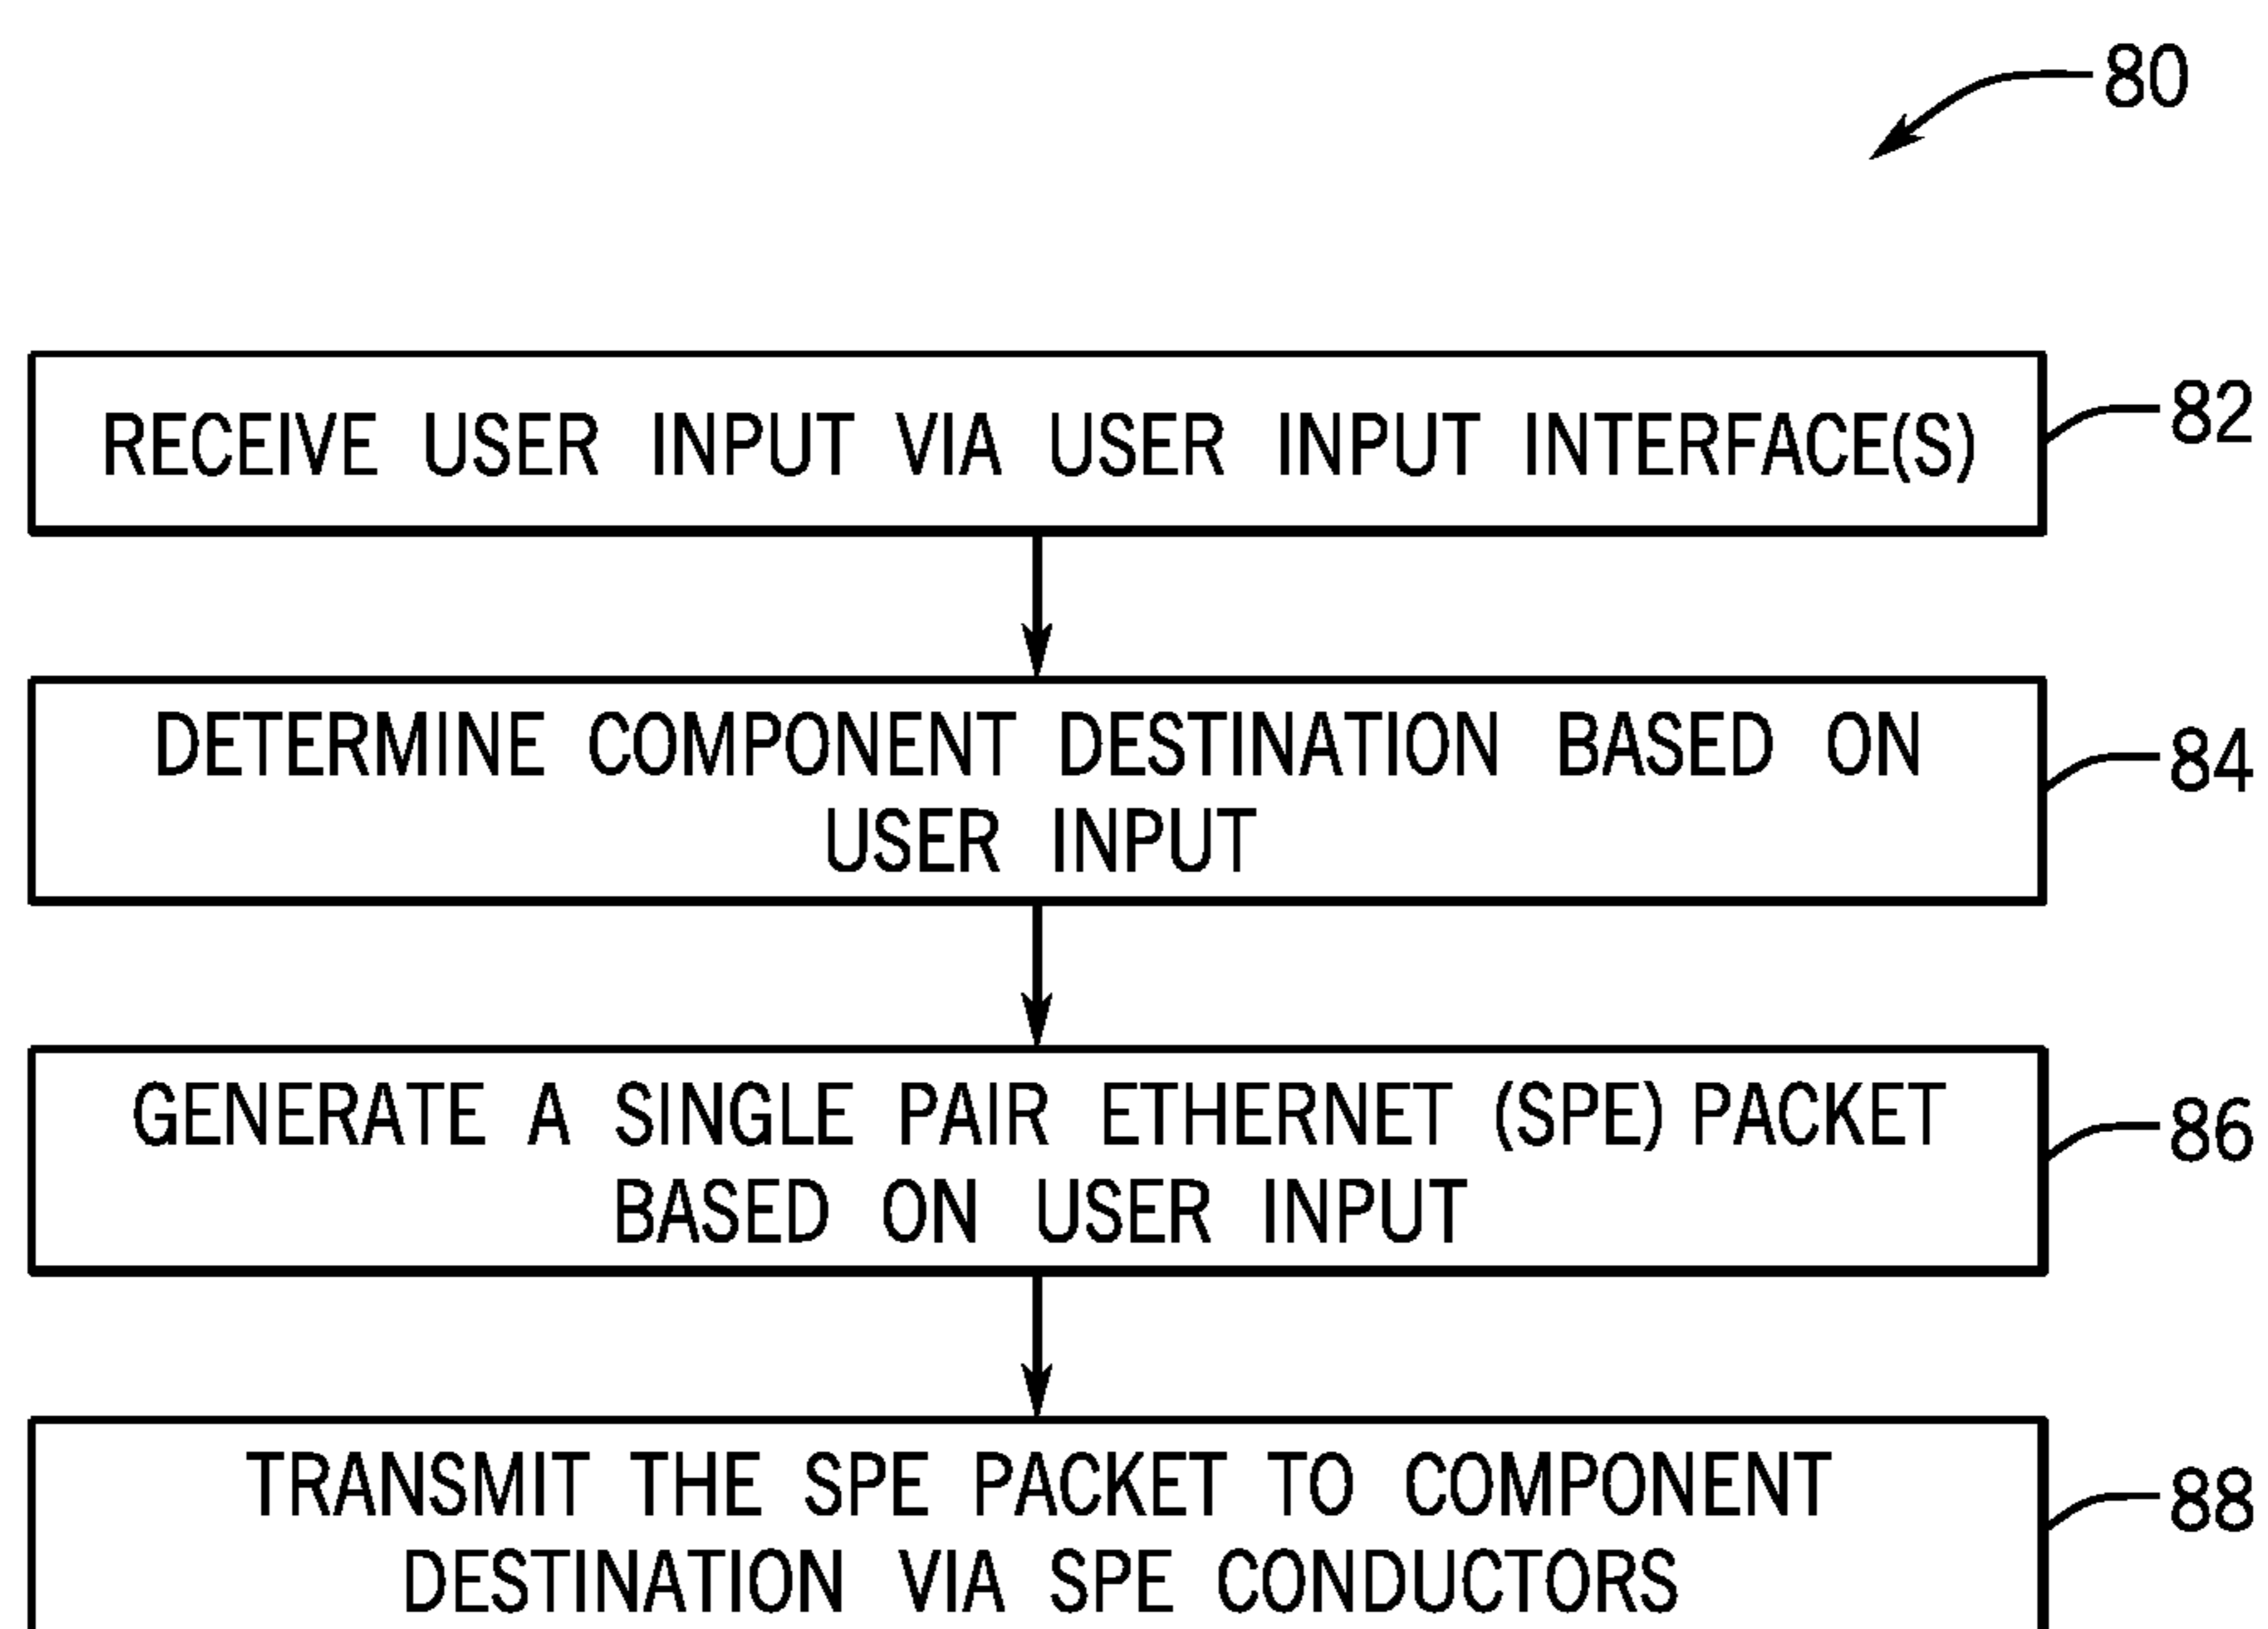 80
RECEIVE USER INPUT VIA USER INPUT INTERFACE(S)
82
DETERMINE COMPONENT DESTINATION BASED ON
USER INPUT
84
GENERATE A SINGLE PAIR ETHERNET (SPE) PACKET
BASED ON USER INPUT
86
TRANSMIT THE SPE PACKET TO COMPONENT
DESTINATION VIA SPE CONDUCTORS
88